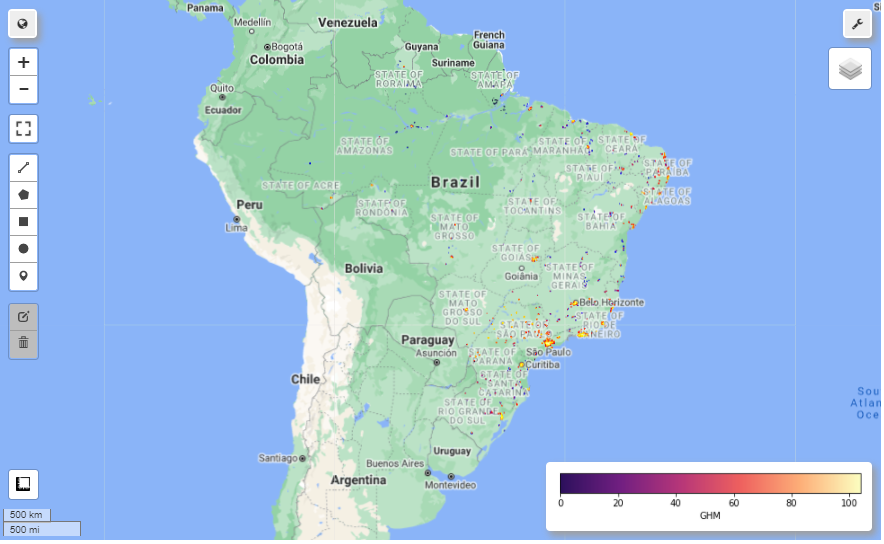 Panama
Medellín
Bogotá
Colombia
Venezuela
Guyana
Suriname
French
Guiana
STATE OF
RORAIMA
STATE OF
AMAPÁ
Quito
Ecuador
STATE OF
AMAZONAS
STATE OF PARÁ
STATE OF
MARANHÃO
STATE OF
CEARÁ
STATE OF
PARAÍBA
STATE OF
PIAUÍ
STATE OF
ALAGOAS
STATE OF ACRE
Brazil
STATE OF
RONDÔNIA
STATE OF
TOCANTINS
STATE OF
MATO
GROSSO
STATE OF
BAHIA
Peru
Lima
Bolivia
STATE OF
GOIÁS
Goiânia
STATE OF
MINAS
GERAIS
STATE OF
MATO
GROSSO
DO SUL
Belo Horizonte
STATE OF
RIO DE
JANEIRO
STATE OF
SÃO PAULO
São Paulo
Paraguay
Asunción
STATE OF
PARANÁ
Curitiba
STATE OF
SANTA
CATARINA
Chile
STATE OF
RIO GRANDE
DO SUL
Uruguay
Santiago
Buenos Aires
Argentina
Montevideo
Sou
Atlan
Oce
500 km
500 mi
0 20 40 60 80 100
GHM